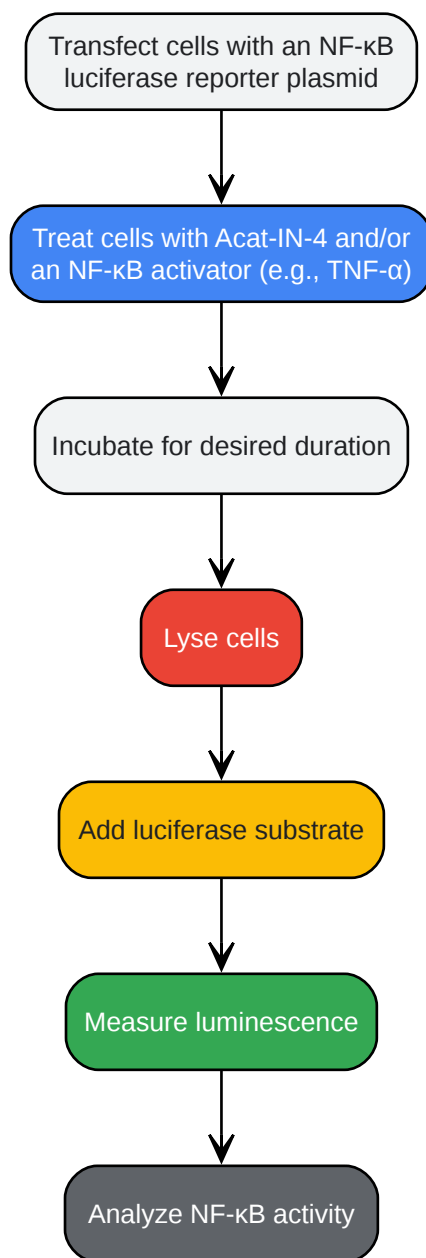 Transfect cells with an NF-κB
luciferase reporter plasmid
Treat cells with Acat-IN-4 and/or
an NF-κB activator (e.g., TNF-α)
Incubate for desired duration
Lyse cells
Add luciferase substrate
Measure luminescence
Analyze NF-κB activity